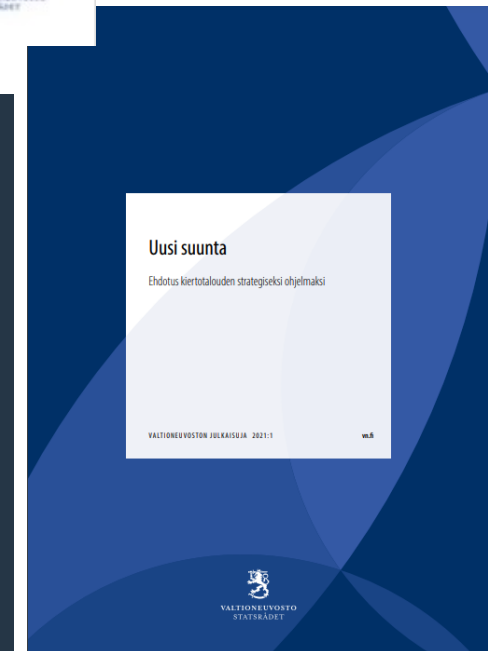 Uusi suunta
Ehdotus kiertotalouden strategiseksi ohjelmaksi
VALTIONEUVOSTON JULKAISUJA 2021:1 vn.fi
VALTIONEUVOSTO
STATSRÅDET